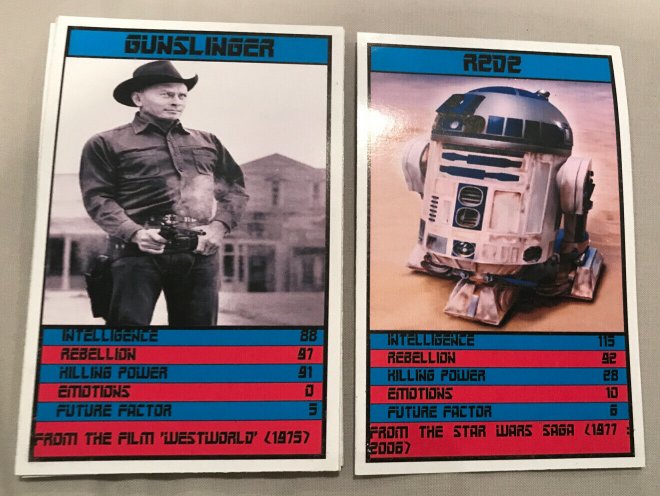 GUNSLINGER
INTELLIGENCE 88
REBELLION 97
KILLING POWER 91
EMOTIONS 0
FUTURE FACTOR 5
FROM THE FILM 'WESTWORLD' (1975)
R2D2
INTELLIGENCE 115
REBELLION 92
KILLING POWER 28
EMOTIONS 10
FUTURE FACTOR 6
FROM THE STAR WARS SAGA (1977 -
2006)